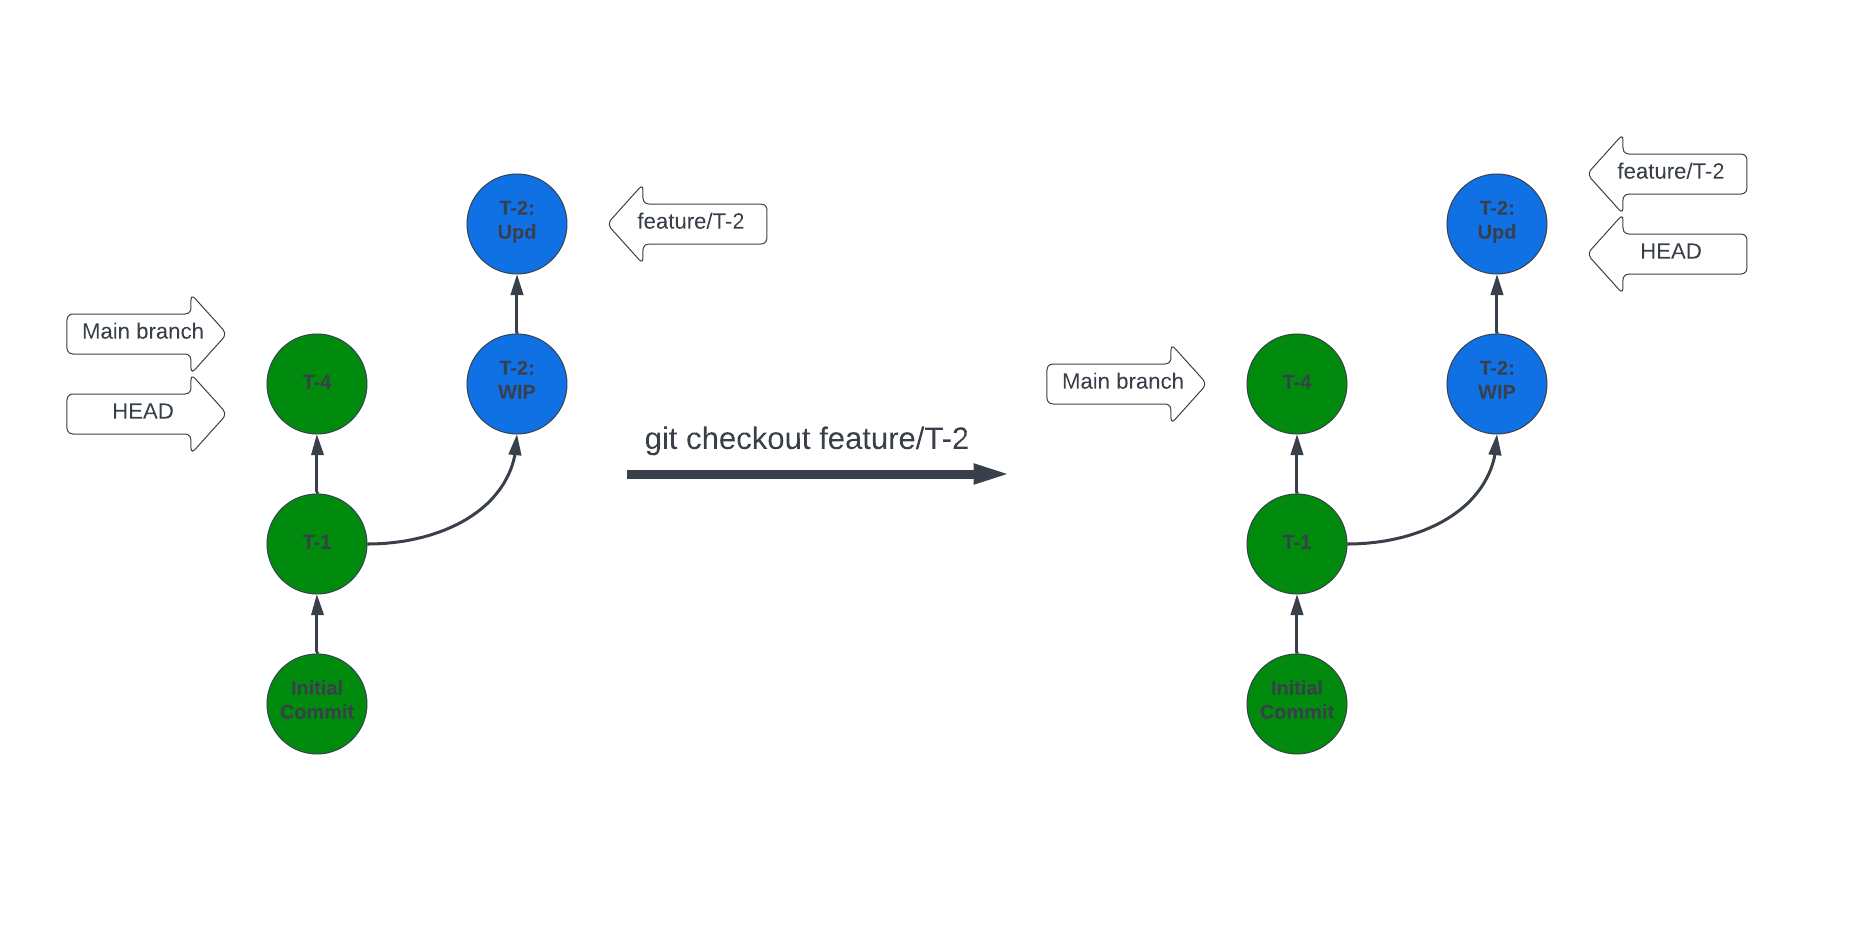 T-2:
Upd
feature/T-2
Main branch
HEAD
T-4
T-2:
WIP
T-1
Initial
Commit
git checkout feature/T-2
feature/T-2
T-2:
Upd
HEAD
Main branch
T-4
T-2:
WIP
T-1
Initial
Commit